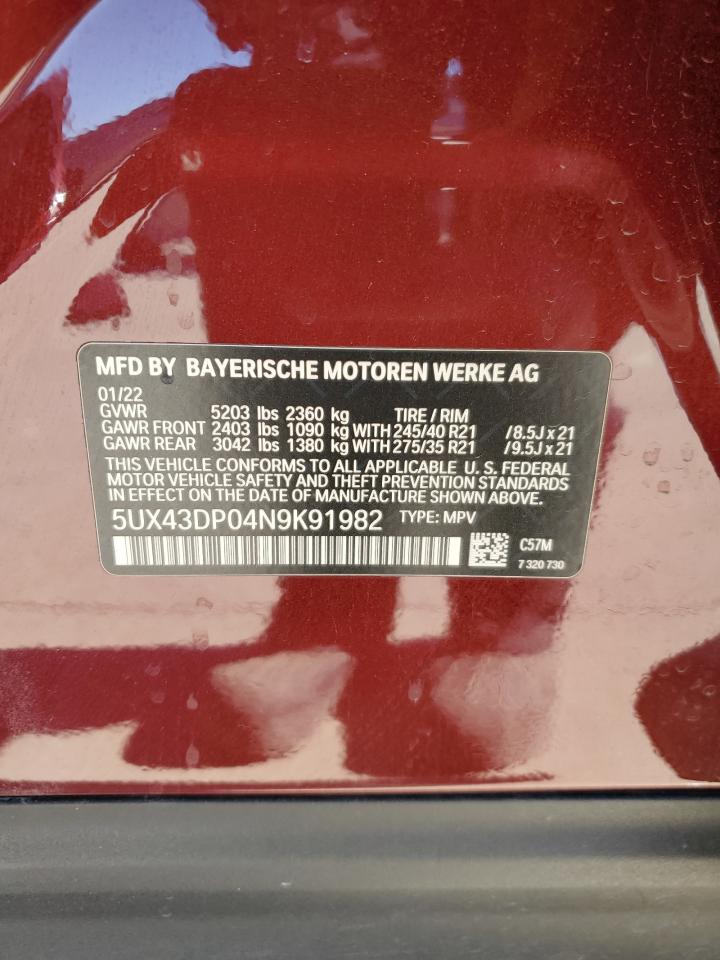 MFD BY BAYERISCHE MOTOREN WERKE AG
01/22
GVWR 5203 lbs 2360 kg TIRE / RIM
GAWR FRONT 2403 lbs 1090 kg WITH 245/40 R21 /8.5J x 21
GAWR REAR 3042 lbs 1380 kg WITH 275/35 R21 /9.5J x 21
THIS VEHICLE CONFORMS TO ALL APPLICABLE U. S. FEDERAL
MOTOR VEHICLE SAFETY AND THEFT PREVENTION STANDARDS
IN EFFECT ON THE DATE OF MANUFACTURE SHOWN ABOVE.
5UX43DP04N9K91982 TYPE: MPV
C57M
7 320 730